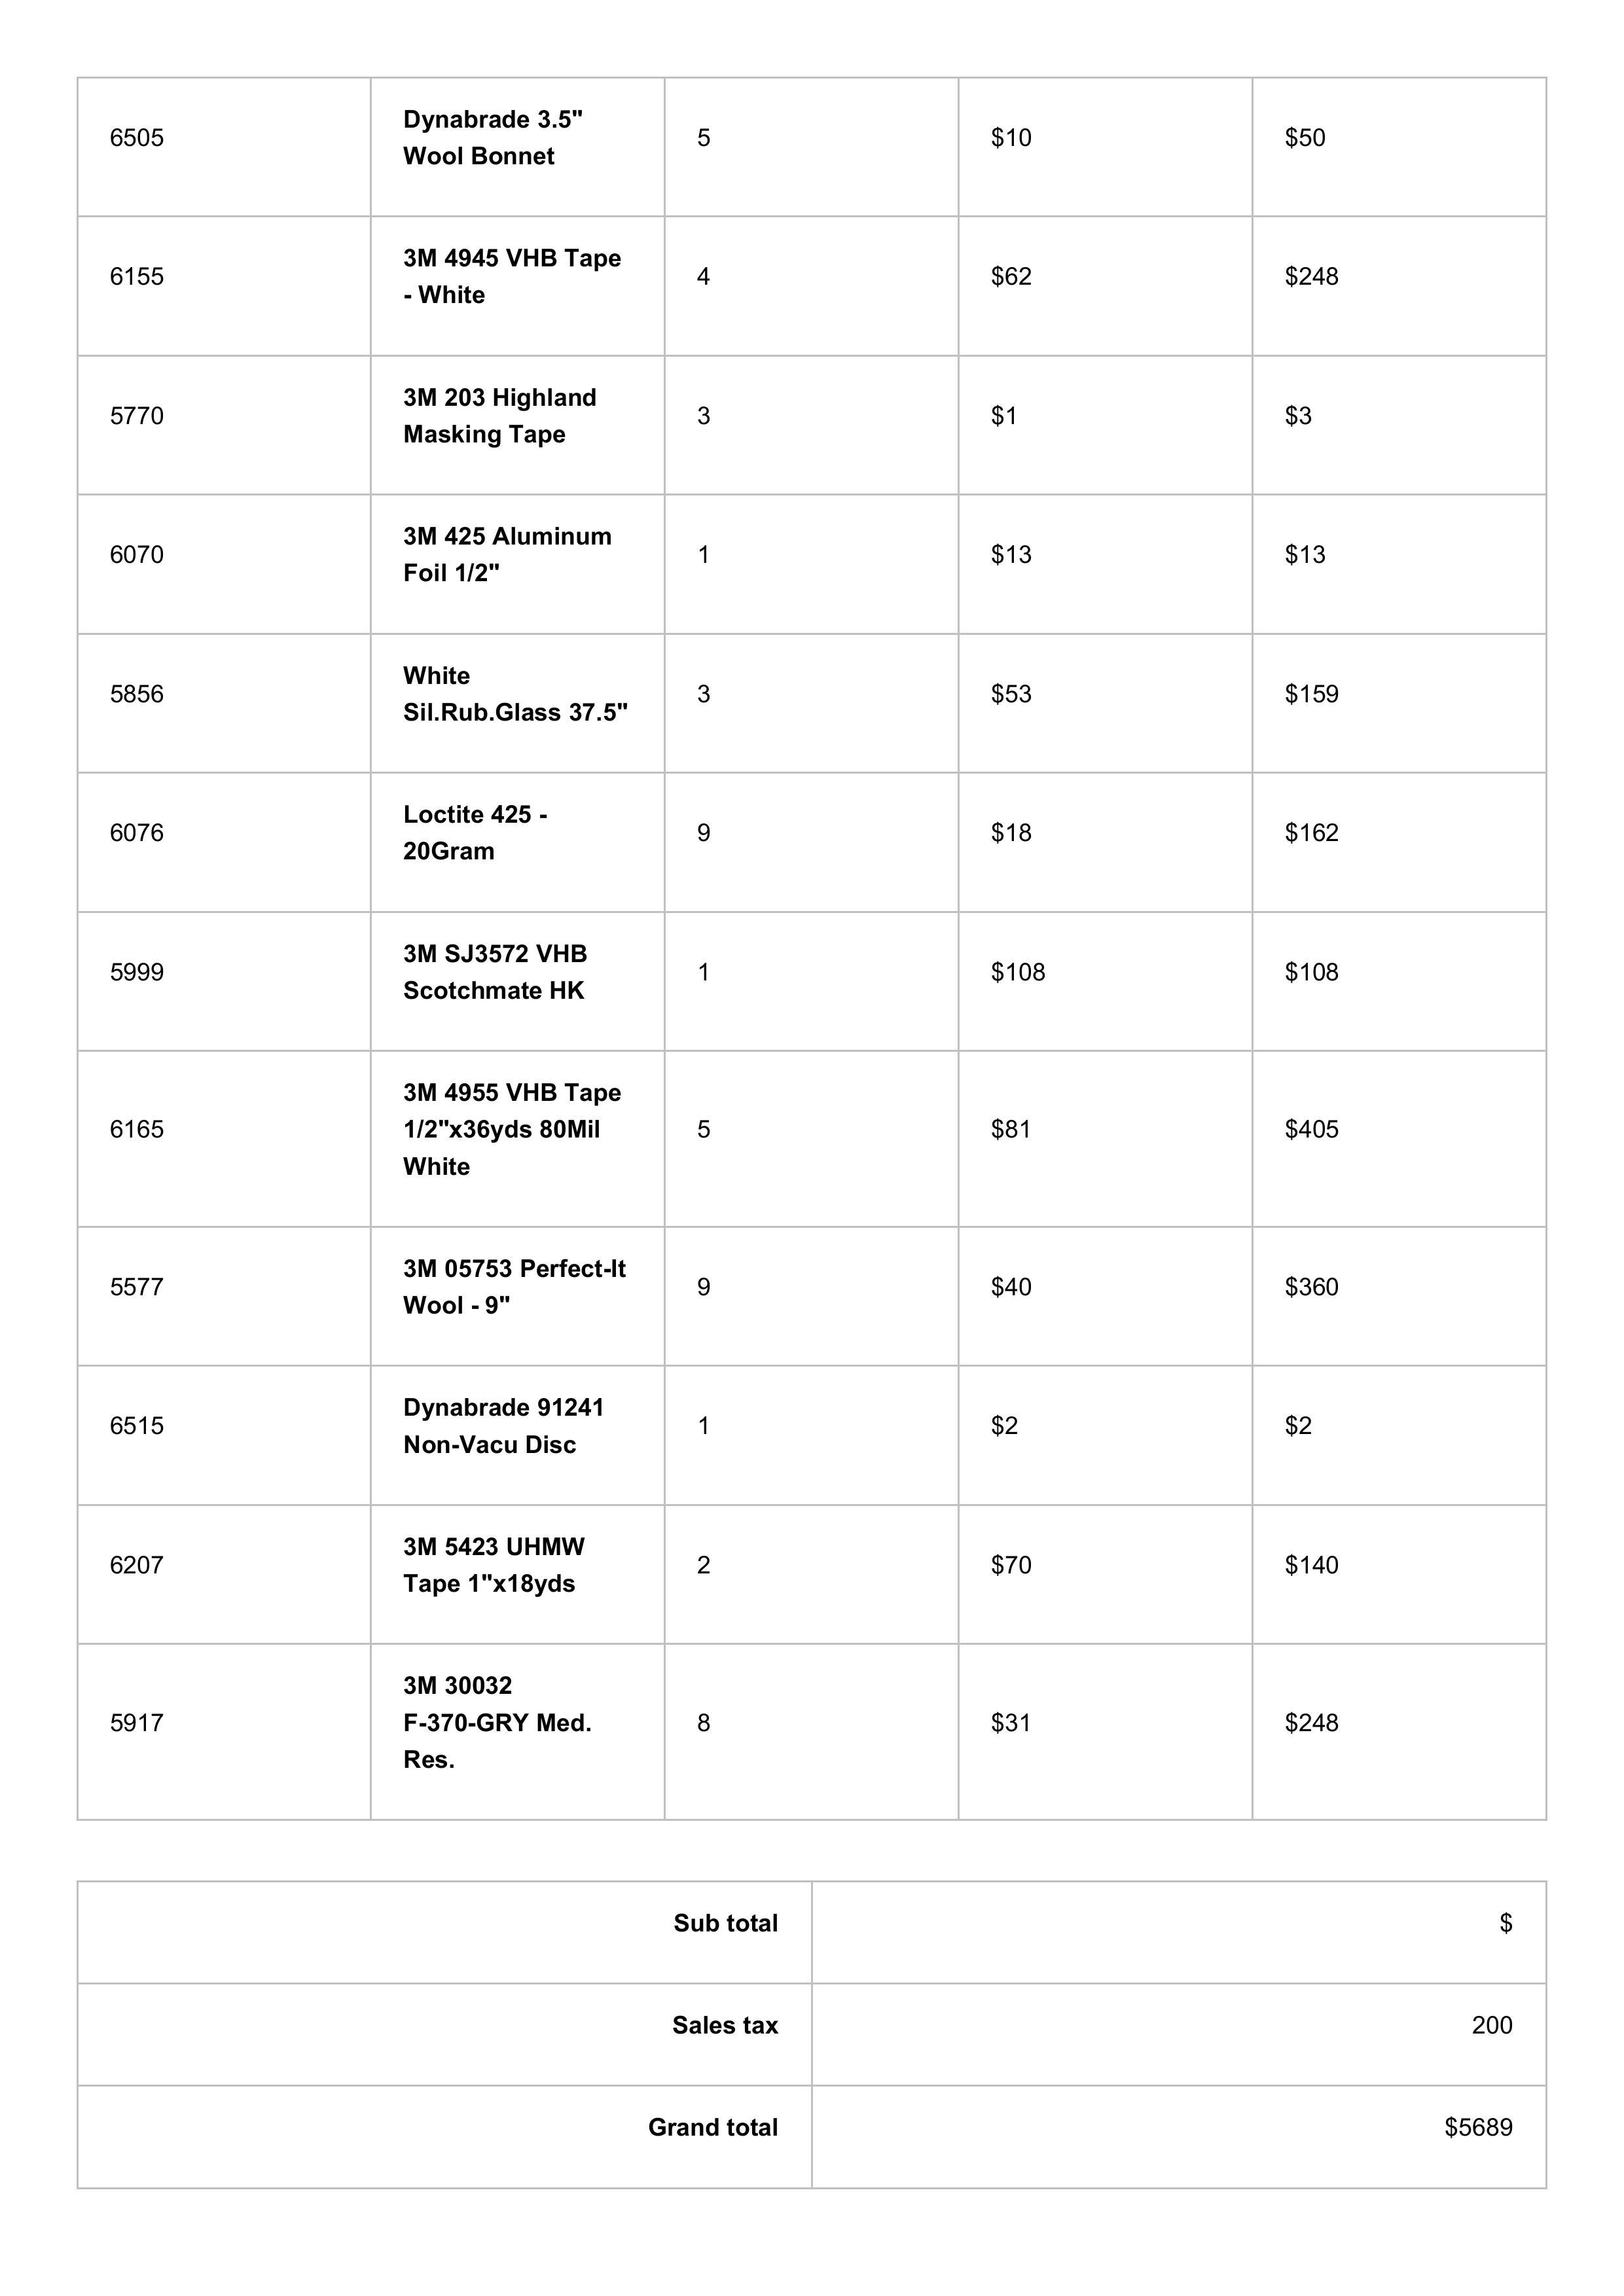 6505
Dynabrade 3.5"
Wool Bonnet
5
$10
$50
6155
3M 4945 VHB Tape
- White
4
$62
$248
5770
3M 203 Highland
Masking Tape
3
$1
$3
6070
3M 425 Aluminum
Foil 1/2"
1
$13
$13
5856
White
Sil.Rub.Glass 37.5"
3
$53
$159
6076
Loctite 425 -
20Gram
9
$18
$162
5999
3M SJ3572 VHB
Scotchmate HK
1
$108
$108
6165
3M 4955 VHB Tape
1/2"x36yds 80Mil
White
5
$81
$405
5577
3M 05753 Perfect-It
Wool - 9"
9
$40
$360
6515
Dynabrade 91241
Non-Vacu Disc
1
$2
$2
6207
3M 5423 UHMW
Tape 1"x18yds
2
$70
$140
5917
3M 30032
F-370-GRY Med.
Res.
8
$31
$248
Sub total
$
Sales tax
200
Grand total
$5689